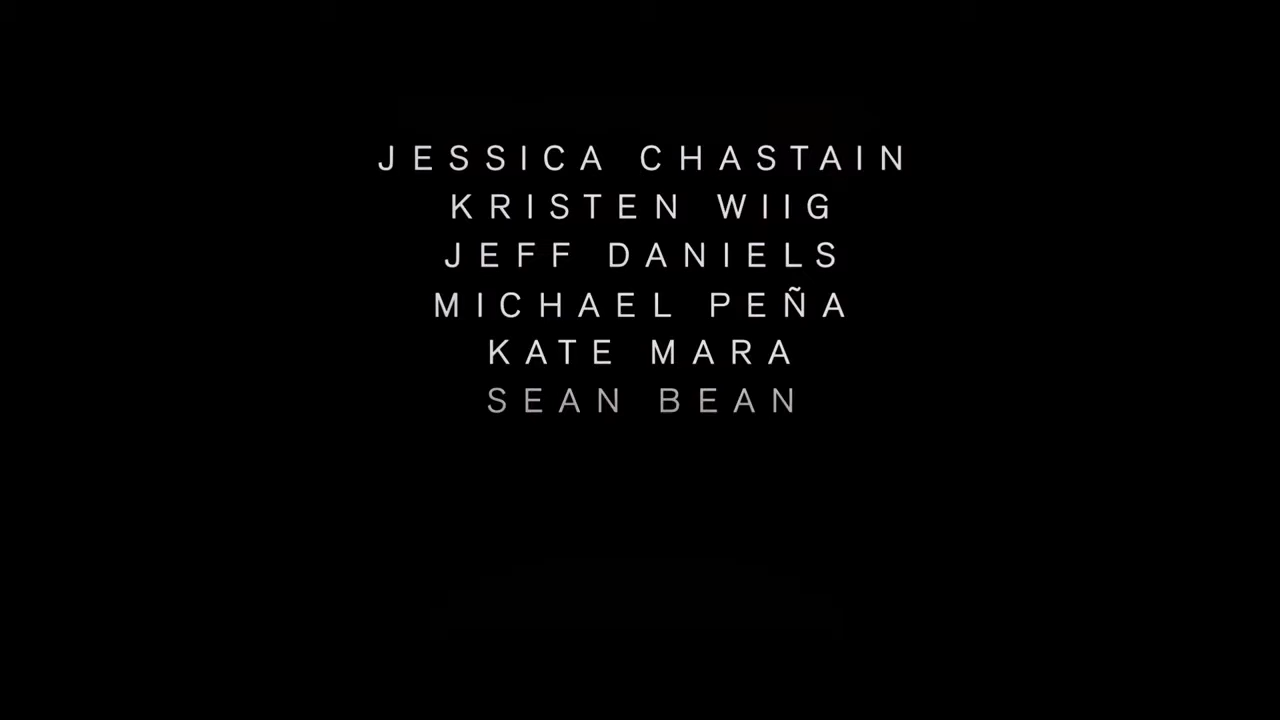 JESSICA CHASTAIN
KRISTEN WIIG
JEFF DANIELS
MICHAEL PEÑA
KATE MARA
SEAN BEAN